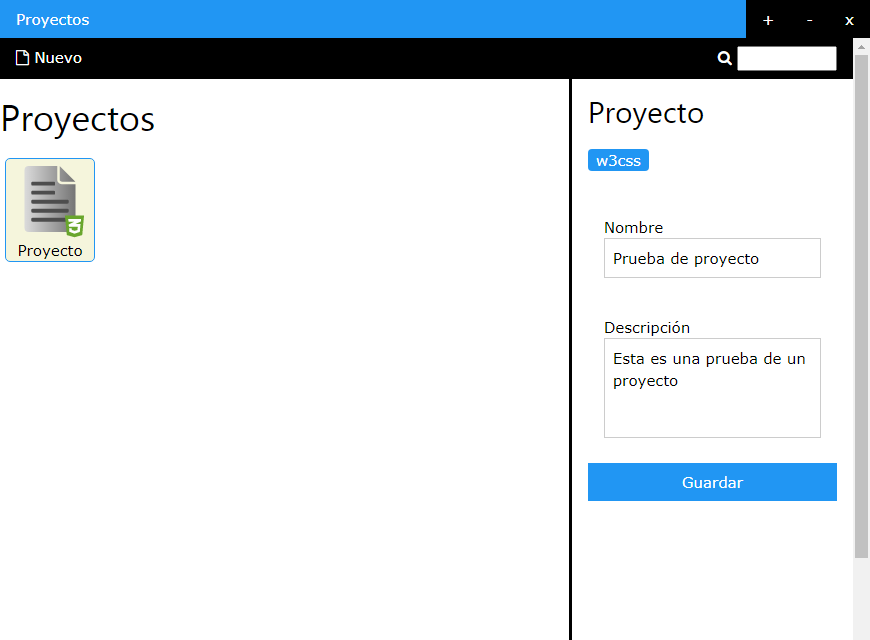 Proyectos
+ - x
Nuevo
Proyectos
Proyecto
Proyecto
w3css
Nombre
Prueba de proyecto
Descripción
Esta es una prueba de un
proyecto
Guardar